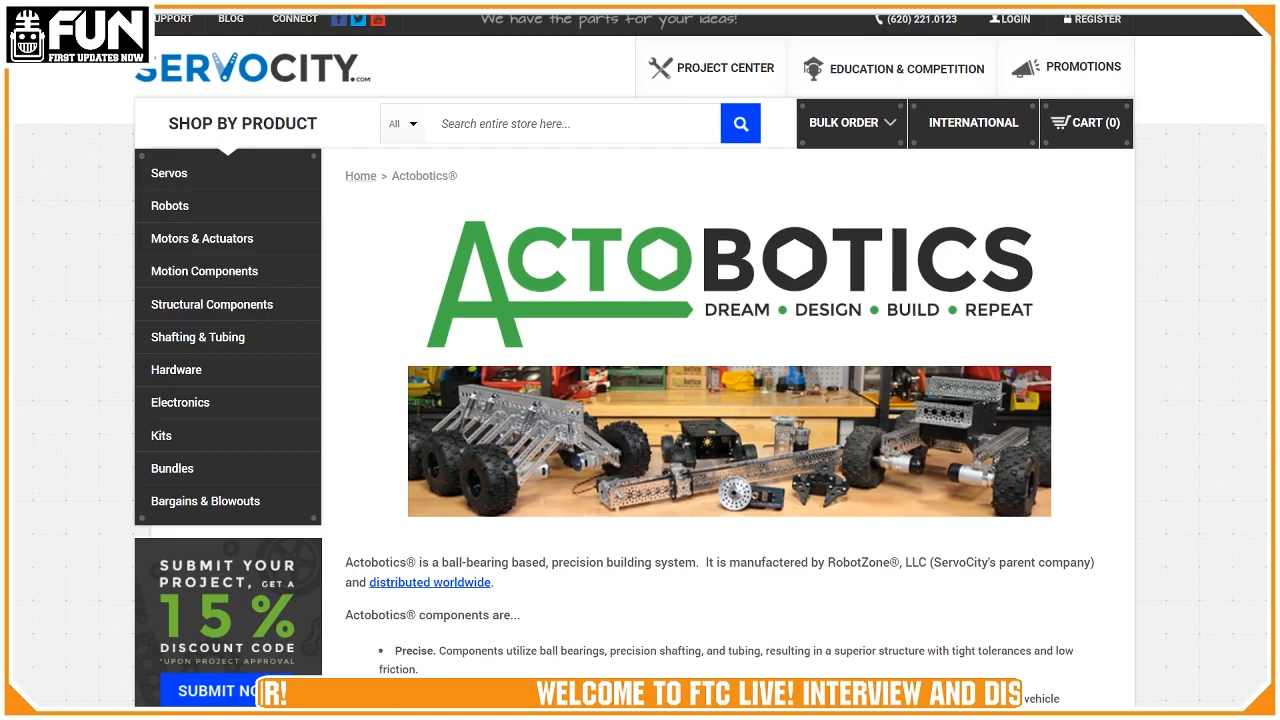 SUPPORT BLOG CONNECT We have the parts for your ideas! (620) 221.0123 LOGIN REGISTER
FUN
FIRST UPDATES NOW
SERVOCITY.COM
PROJECT CENTER EDUCATION & COMPETITION PROMOTIONS
SHOP BY PRODUCT All Search entire store here... BULK ORDER INTERNATIONAL CART (0)
Servos
Robots
Motors & Actuators
Motion Components
Structural Components
Shafting & Tubing
Hardware
Electronics
Kits
Bundles
Bargains & Blowouts
SUBMIT YOUR
PROJECT, GET A
15%
DISCOUNT CODE
*UPON PROJECT APPROVAL
SUBMIT NO
Home > Actobotics®
ACTOBOTICS
DREAM • DESIGN • BUILD • REPEAT
Actobotics® is a ball-bearing based, precision building system. It is manufactered by RobotZone®, LLC (ServoCity's parent company)
and distributed worldwide.
Actobotics® components are...
• Precise. Components utilize ball bearings, precision shafting, and tubing, resulting in a superior structure with tight tolerances and low
friction.
vehicle
IR! WELCOME TO FTC LIVE! INTERVIEW AND DIS